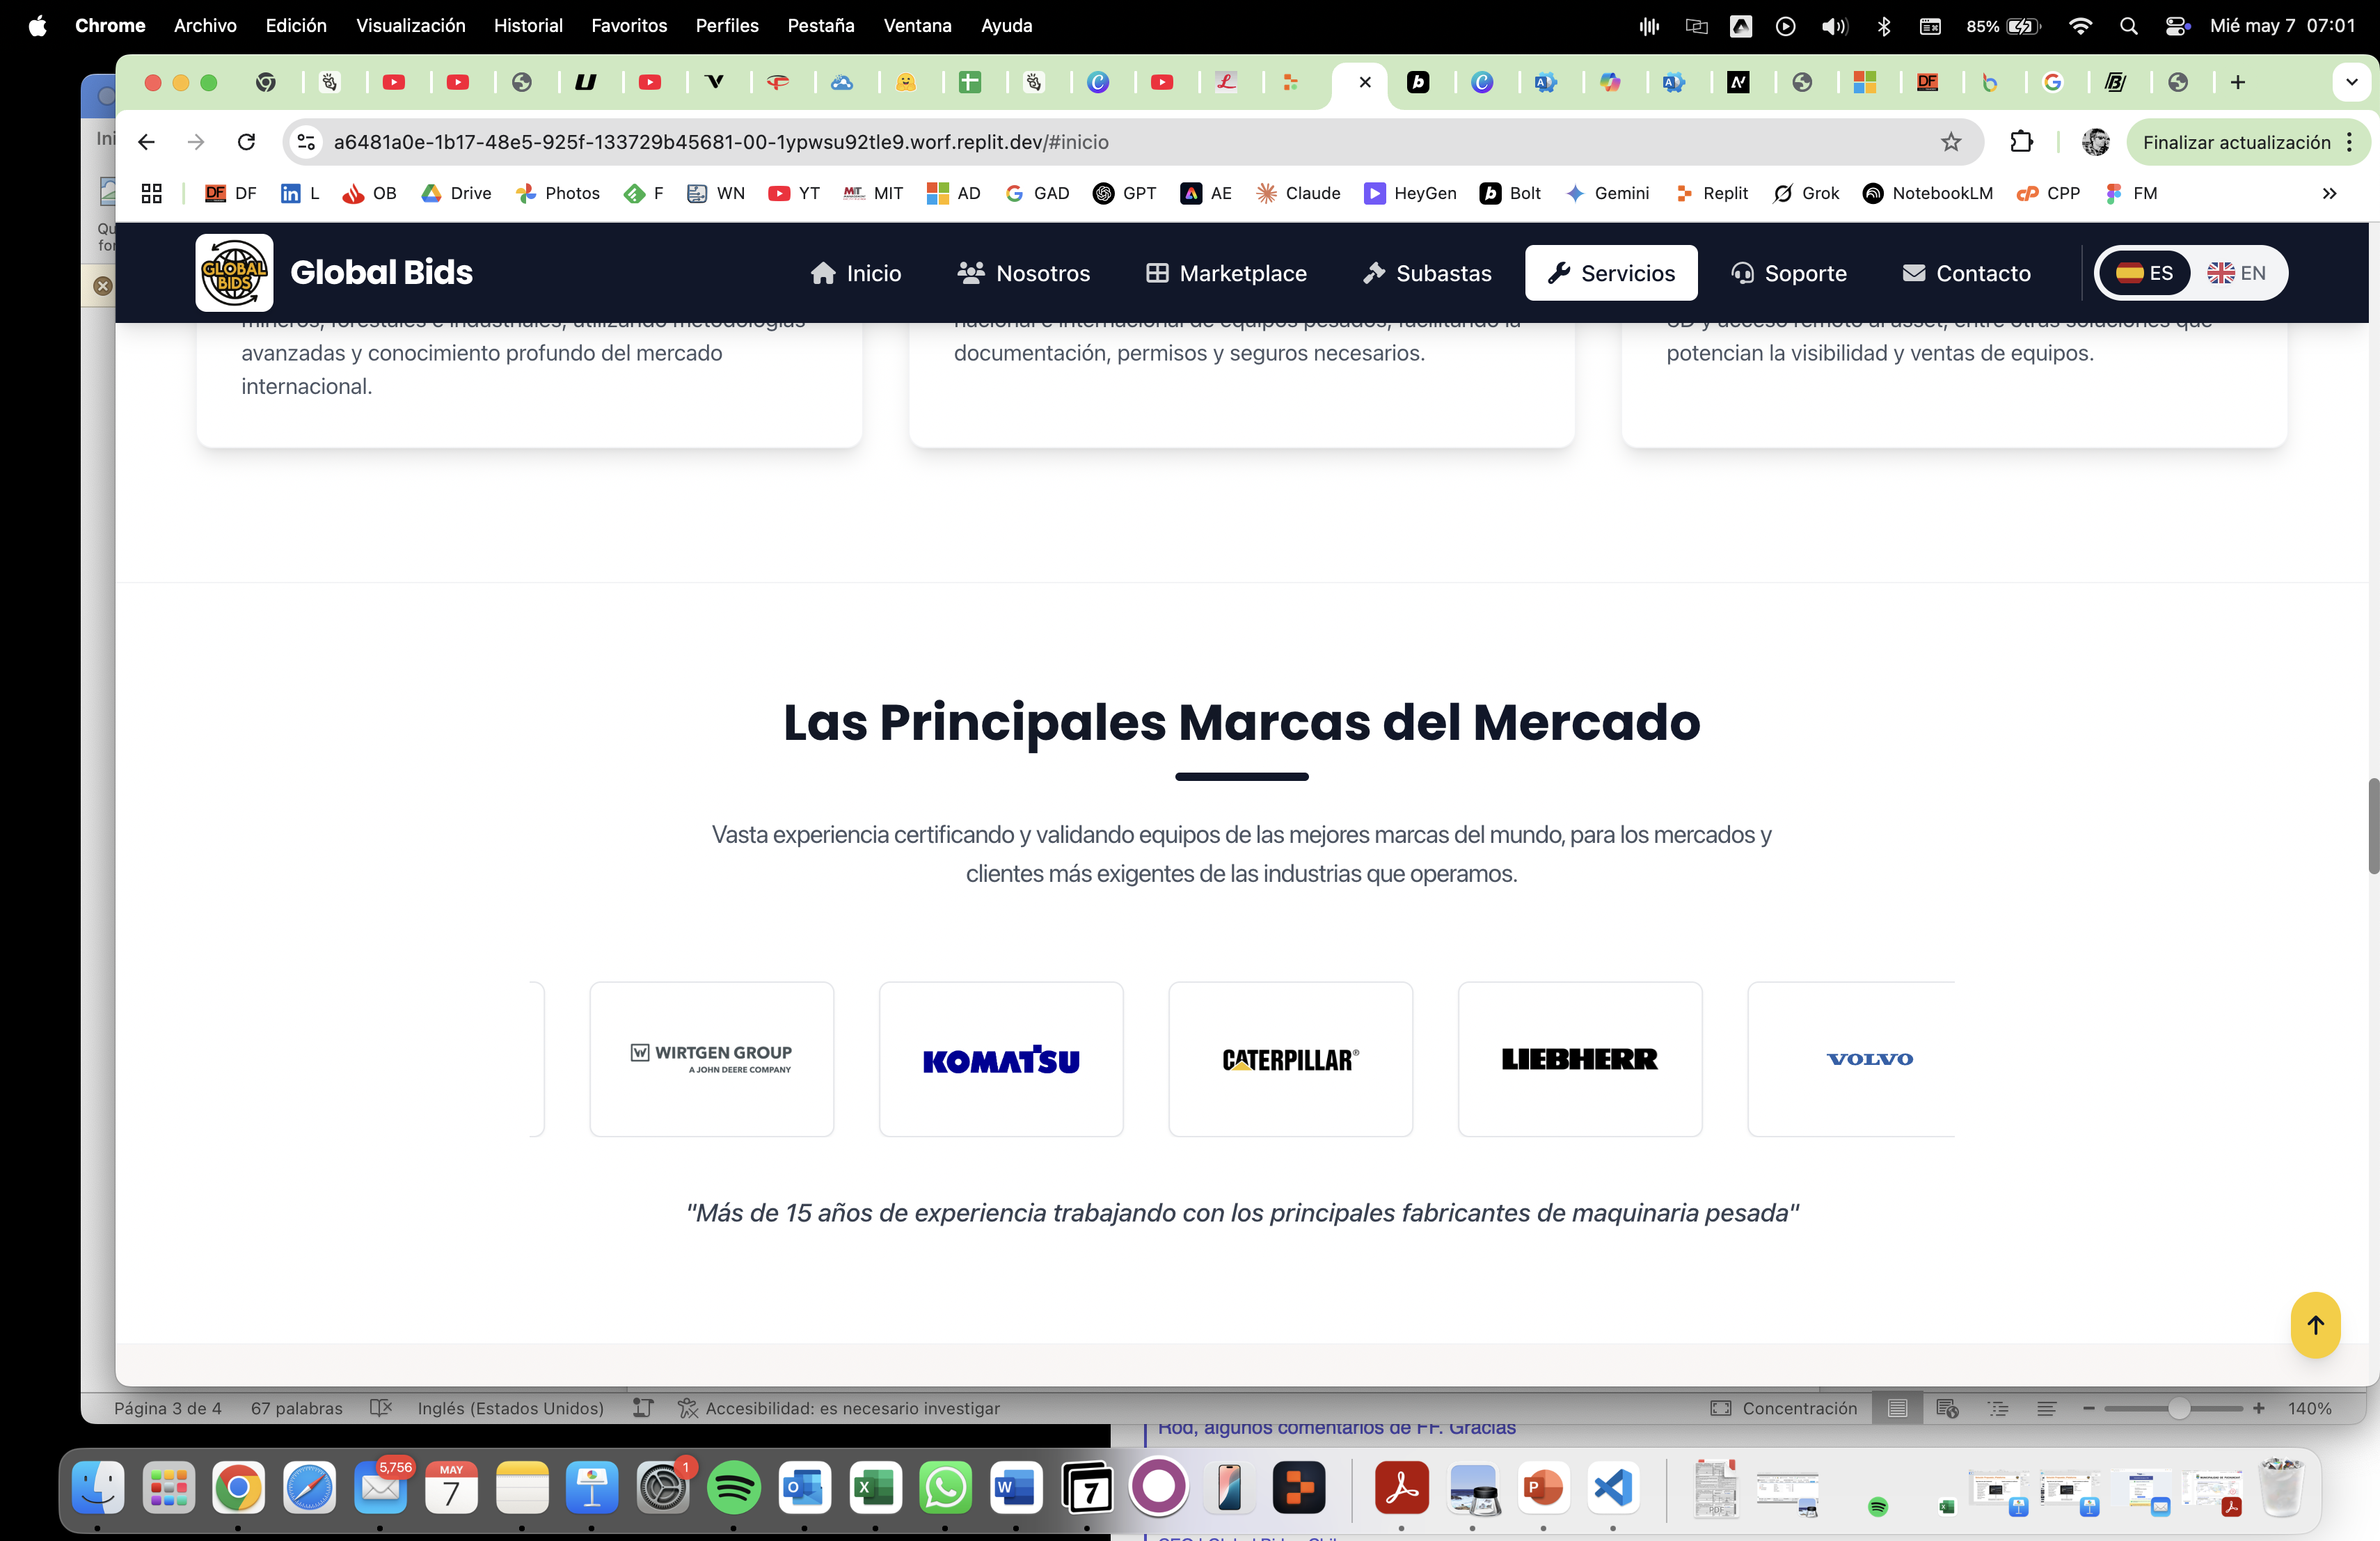 Chrome Archivo Edición Visualización Historial Favoritos Perfiles Pestaña Ventana Ayuda 85% Mié may 7 07:01
a6481a0e-1b17-48e5-925f-133729b45681-00-1ypwsu92tle9.worf.replit.dev/#inicio Finalizar actualización
DF L OB Drive Photos F WN YT MIT AD GAD GPT AE Claude HeyGen Bolt Gemini Replit Grok NotebookLM CPP FM
GLOBAL BIDS Global Bids Inicio Nosotros Marketplace Subastas Servicios Soporte Contacto ES EN
avanzadas y conocimiento profundo del mercado
internacional.
documentación, permisos y seguros necesarios.
potencian la visibilidad y ventas de equipos.
Las Principales Marcas del Mercado
Vasta experiencia certificando y validando equipos de las mejores marcas del mundo, para los mercados y
clientes más exigentes de las industrias que operamos.
WIRTGEN GROUP
A JOHN DEERE COMPANY
KOMATSU
CATERPILLAR®
LIEBHERR
VOLVO
"Más de 15 años de experiencia trabajando con los principales fabricantes de maquinaria pesada"
Página 3 de 4 67 palabras Inglés (Estados Unidos) Accesibilidad: es necesario investigar Concentración 140%
Rod, algunos comentarios de FF. Gracias
5,756 MAY 7 1 7